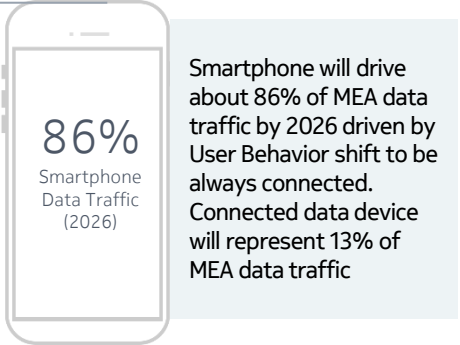 86%
Smartphone
Data Traffic
(2026)
Smartphone will drive
about 86% of MEA data
traffic by 2026 driven by
User Behavior shift to be
always connected.
Connected data device
will represent 13% of
MEA data traffic